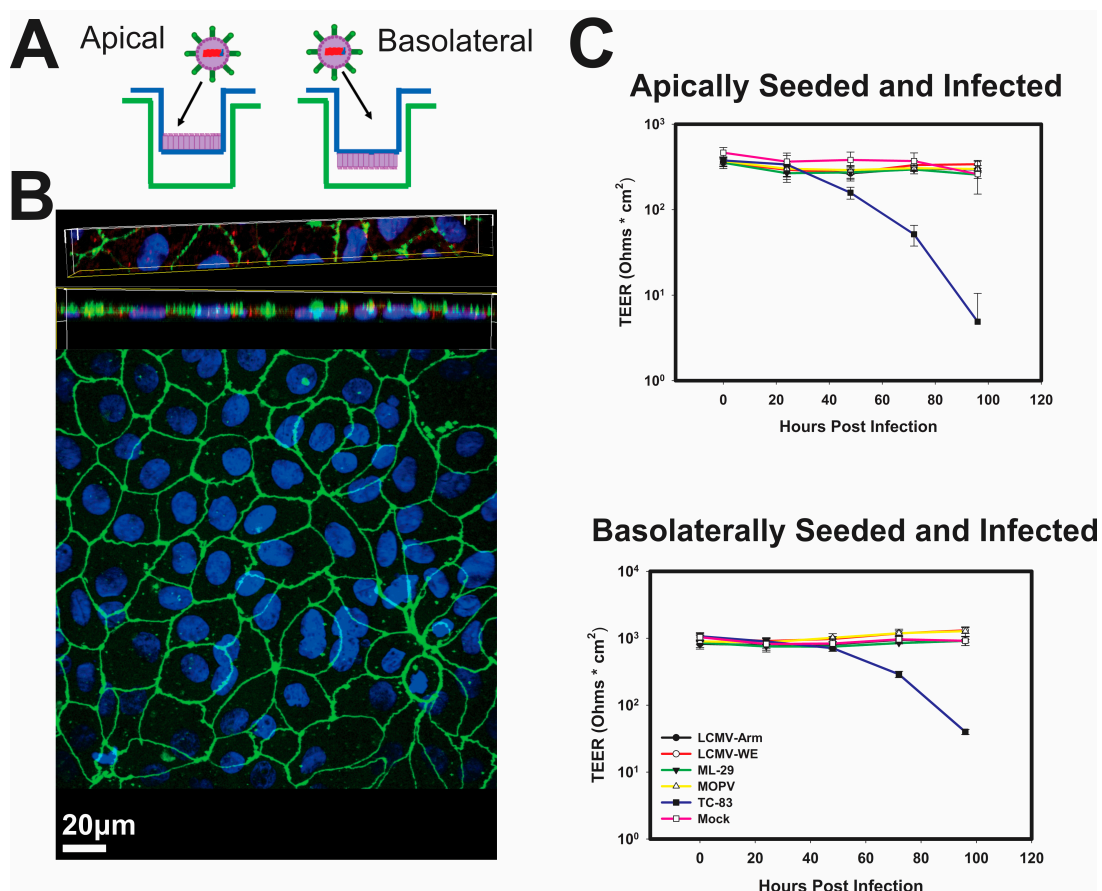 A
Apical
Basolateral
B
20µm
C
Apically Seeded and Infected
10³
10²
10¹
10⁰
TEER (Ohms * cm²)
0 20 40 60 80 100 120
Hours Post Infection
Basolaterally Seeded and Infected
10⁴
10³
10²
10¹
10⁰
TEER (Ohms * cm²)
LCMV-Arm
LCMV-WE
ML-29
MOPV
TC-83
Mock
0 20 40 60 80 100 120
Hours Post Infection